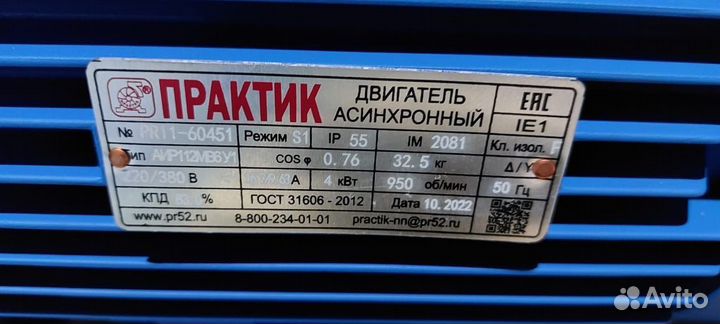 ПРАКТИК ДВИГАТЕЛЬ АСИНХРОННЫЙ EAC
IE1
№ PR11-60451 Режим S1 IP 55 IM 2081 Кл. изол. F
Тип АИР112МВ6У1 cos φ 0.76 32.5 кг Δ/Y
220/380 В А 4 кВт 950 об/мин 50 Гц
КПД % ГОСТ 31606 - 2012 Дата 10.2022
www.pr52.ru 8-800-234-01-01 practik-nn@pr52.ru
Avito